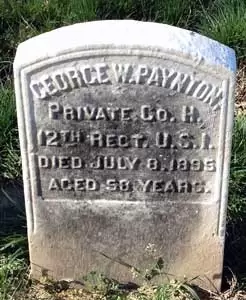 GEORGE W. PAYNTON
PRIVATE CO. H.
12TH REGT. U.S.I.
DIED JULY 8, 1895
AGED 58 YEARS.